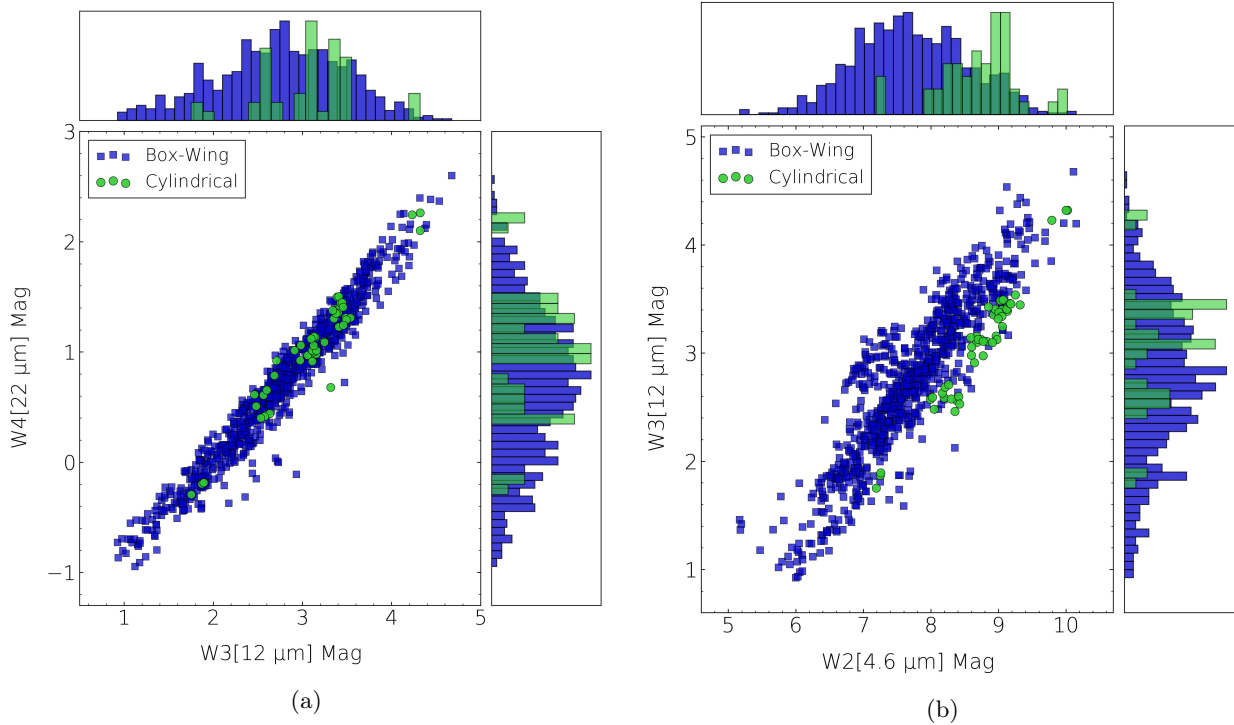 3
2
1
0
−1
W4[22 μm] Mag
Box-Wing
Cylindrical
1
2
3
4
5
W3[12 μm] Mag
(a)
5
4
3
2
1
W3[12 μm] Mag
Box-Wing
Cylindrical
5
6
7
8
9
10
W2[4.6 μm] Mag
(b)